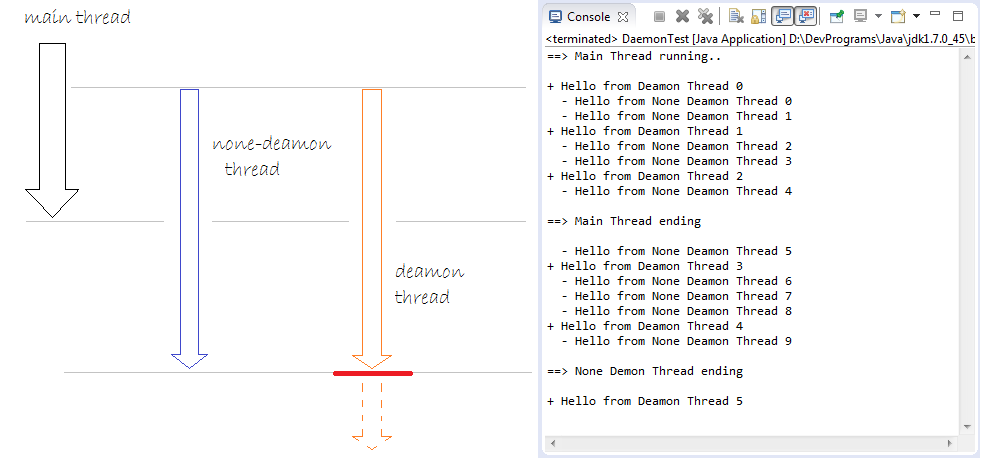 main thread
none-deamon
thread
deamon
thread
Console
<terminated> DaemonTest [Java Application] D:\DevPrograms\Java\jdk1.7.0_45\b
==> Main Thread running..
+ Hello from Deamon Thread 0
- Hello from None Deamon Thread 0
- Hello from None Deamon Thread 1
+ Hello from Deamon Thread 1
- Hello from None Deamon Thread 2
- Hello from None Deamon Thread 3
+ Hello from Deamon Thread 2
- Hello from None Deamon Thread 4
==> Main Thread ending
- Hello from None Deamon Thread 5
+ Hello from Deamon Thread 3
- Hello from None Deamon Thread 6
- Hello from None Deamon Thread 7
- Hello from None Deamon Thread 8
+ Hello from Deamon Thread 4
- Hello from None Deamon Thread 9
==> None Demon Thread ending
+ Hello from Deamon Thread 5